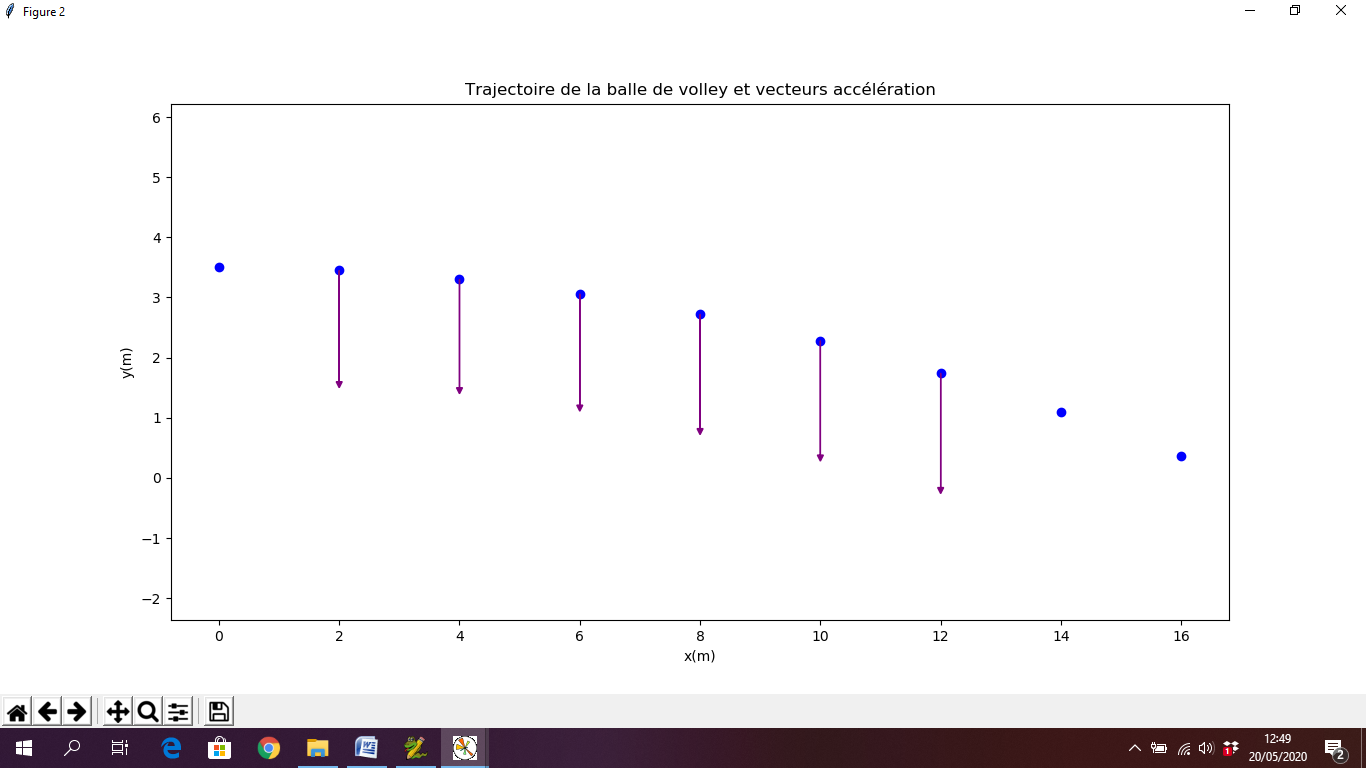 Figure 2
Trajectoire de la balle de volley et vecteurs accélération
6
5
4
3
2
1
0
−1
−2
y(m)
0 2 4 6 8 10 12 14 16
x(m)
12:49
20/05/2020
1
2